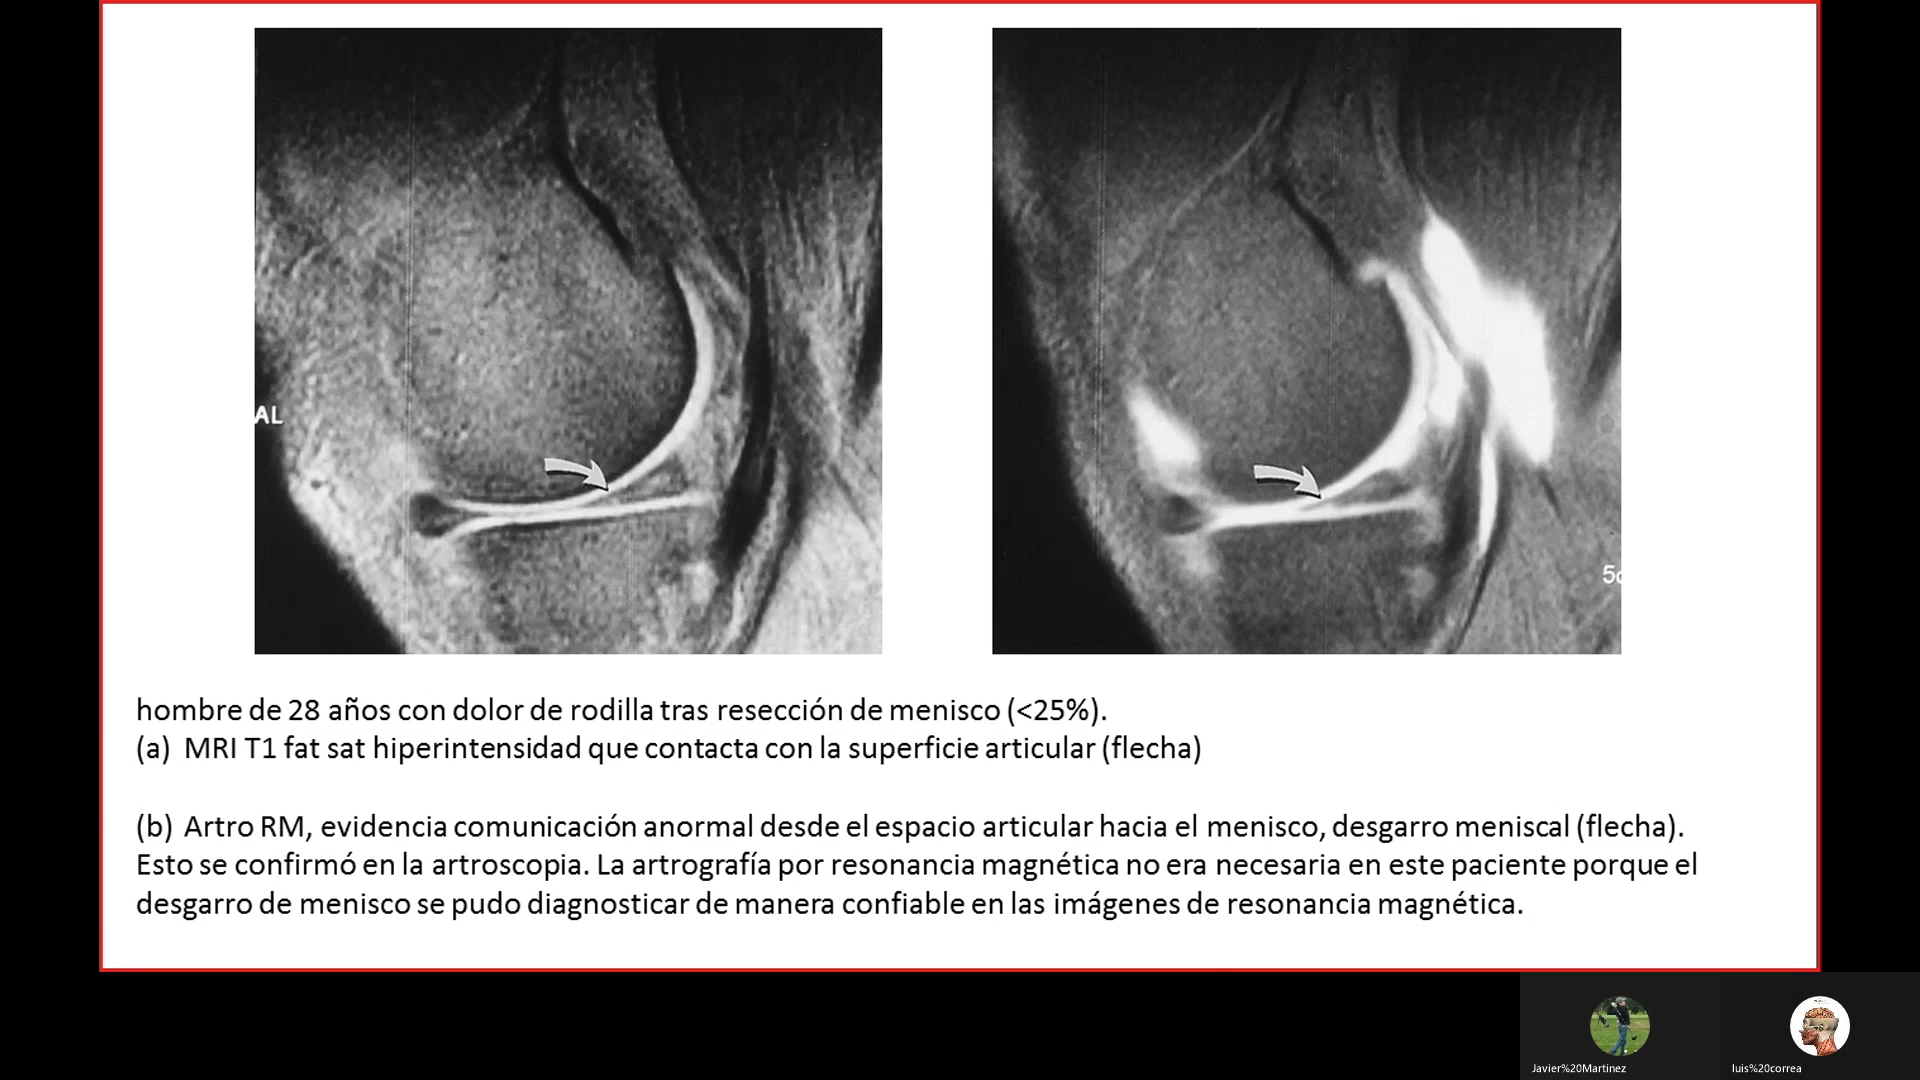 AL
5c
hombre de 28 años con dolor de rodilla tras resección de menisco (<25%).
(a) MRI T1 fat sat hiperintensidad que contacta con la superficie articular (flecha)
(b) Artro RM, evidencia comunicación anormal desde el espacio articular hacia el menisco, desgarro meniscal (flecha).
Esto se confirmó en la artroscopia. La artrografía por resonancia magnética no era necesaria en este paciente porque el
desgarro de menisco se pudo diagnosticar de manera confiable en las imágenes de resonancia magnética.
Javier%20Martinez
luis%20correa